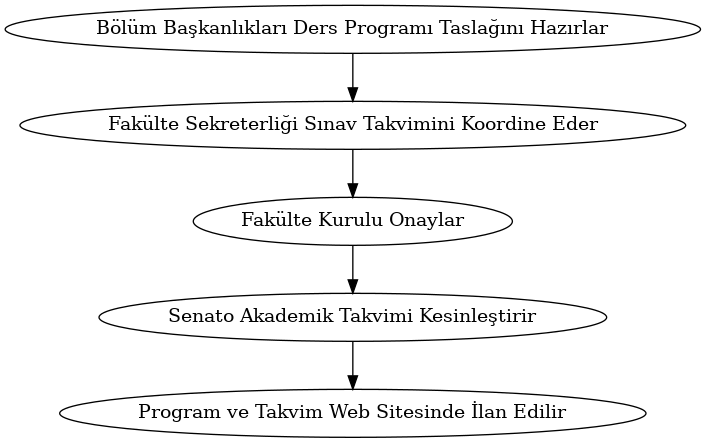 Bölüm Başkanlıkları Ders Programı Taslağını Hazırlar
Fakülte Sekreterliği Sınav Takvimini Koordine Eder
Fakülte Kurulu Onaylar
Senato Akademik Takvimi Kesinleştirir
Program ve Takvim Web Sitesinde İlan Edilir